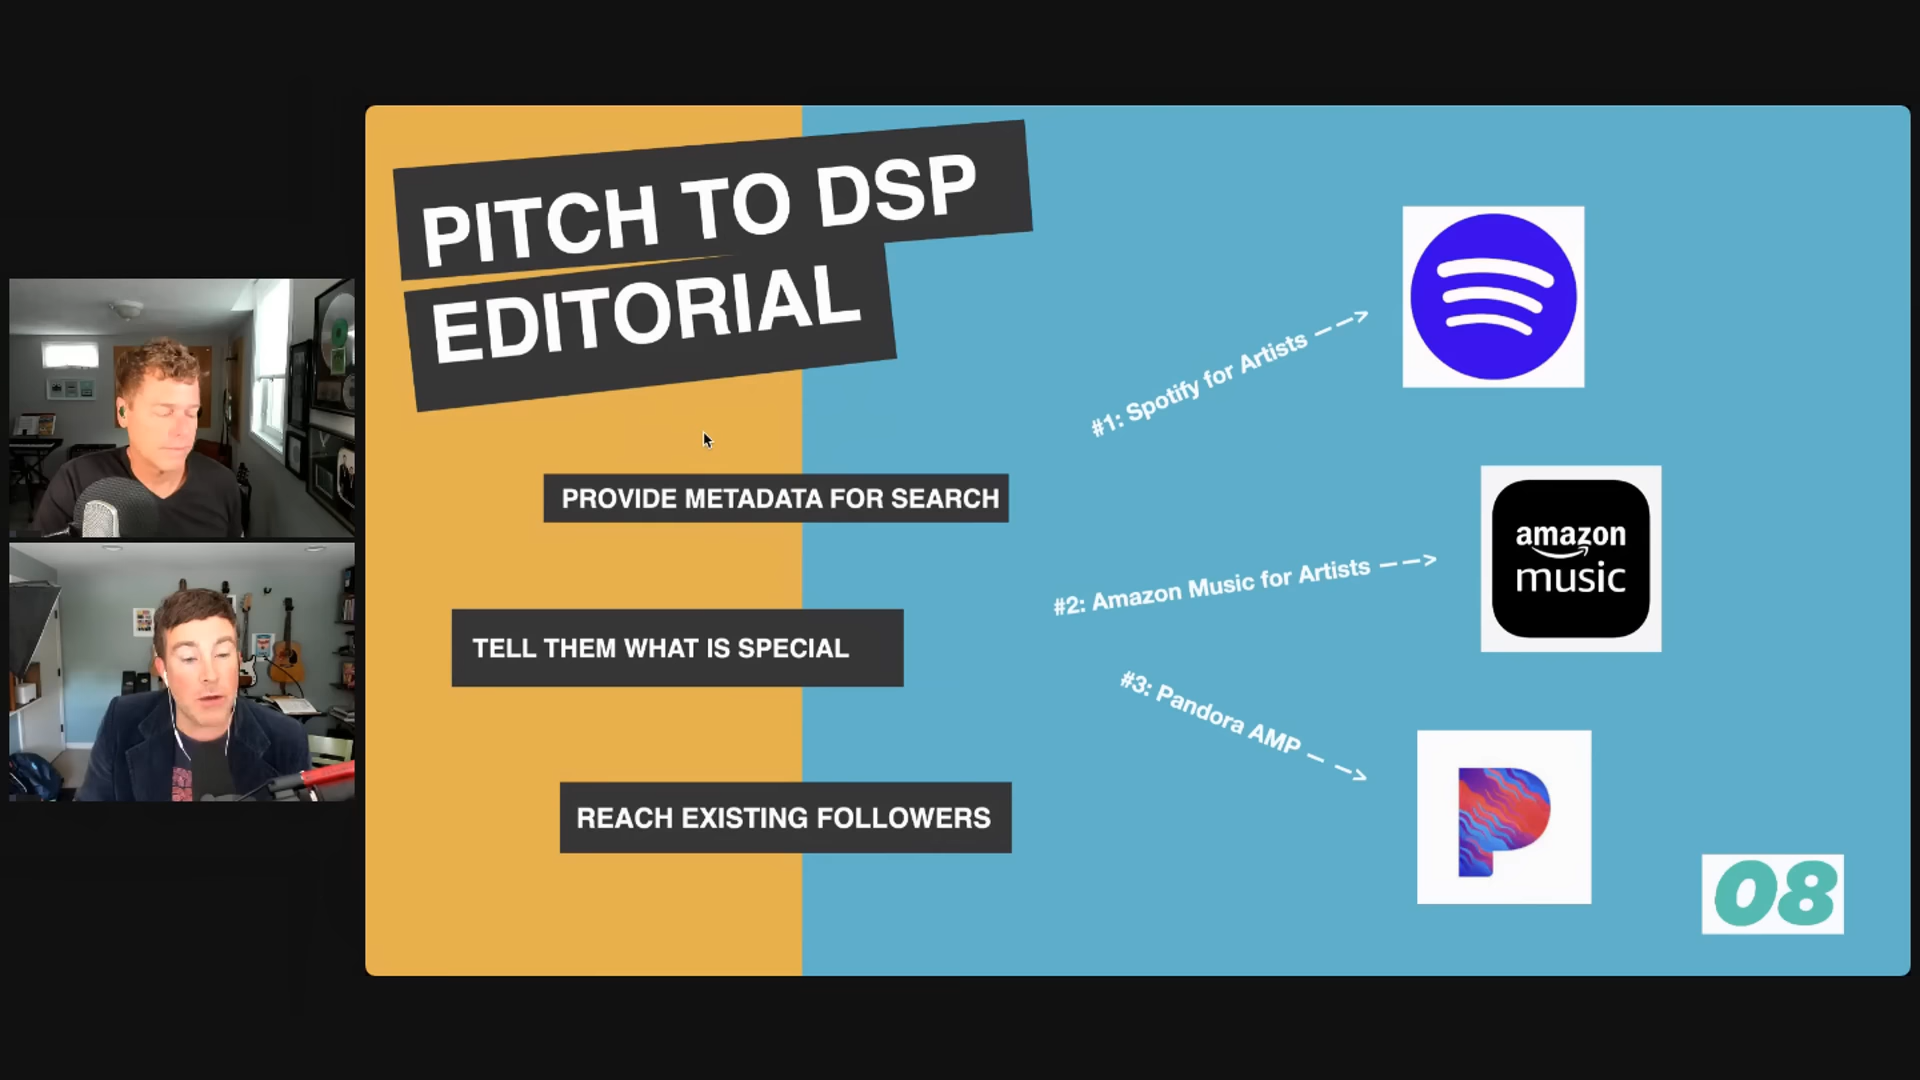 PITCH TO DSP
EDITORIAL
PROVIDE METADATA FOR SEARCH
TELL THEM WHAT IS SPECIAL
REACH EXISTING FOLLOWERS
#1: Spotify for Artists -->
#2: Amazon Music for Artists -->
#3: Pandora AMP -->
amazon
music
08